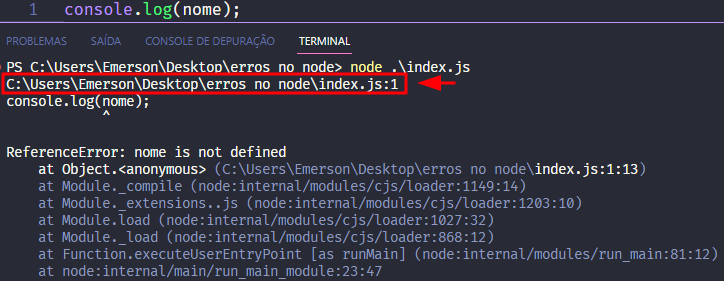 1 console.log(nome);
PROBLEMAS SAÍDA CONSOLE DE DEPURAÇÃO TERMINAL
PS C:\Users\Emerson\Desktop\erros no node> node .\index.js
C:\Users\Emerson\Desktop\erros no node\index.js:1
console.log(nome);
^
ReferenceError: nome is not defined
at Object.<anonymous> (C:\Users\Emerson\Desktop\erros no node\index.js:1:13)
at Module._compile (node:internal/modules/cjs/loader:1149:14)
at Module._extensions..js (node:internal/modules/cjs/loader:1203:10)
at Module.load (node:internal/modules/cjs/loader:1027:32)
at Module._load (node:internal/modules/cjs/loader:868:12)
at Function.executeUserEntryPoint [as runMain] (node:internal/modules/run_main:81:12)
at node:internal/main/run_main_module:23:47